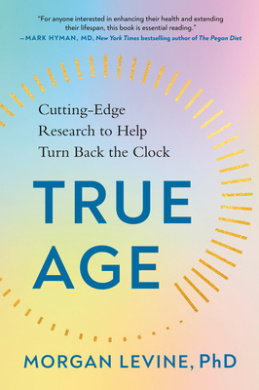 "For anyone interested in enhancing their health and extending
their lifespan, this book is essential reading."
—MARK HYMAN, MD, New York Times bestselling author of The Pegan Diet
Cutting-Edge
Research to Help
Turn Back the Clock
TRUE
AGE
MORGAN LEVINE, PhD